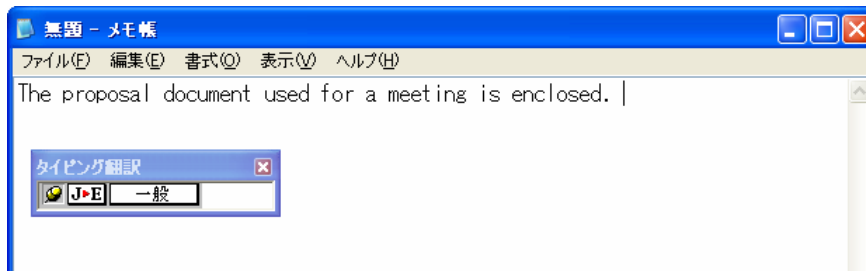 無題 - メモ帳
ファイル(F) 編集(E) 書式(O) 表示(V) ヘルプ(H)
The proposal document used for a meeting is enclosed.
タイピング翻訳
J▸E 一般